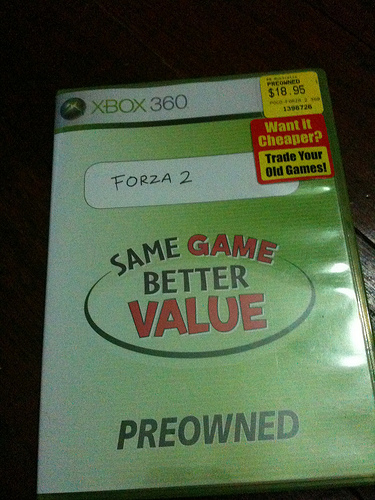 PREOWNED
$18.95
1398726
XBOX 360
Want it
Cheaper?
Trade Your
Old Games!
FORZA 2
SAME GAME
BETTER
VALUE
PREOWNED